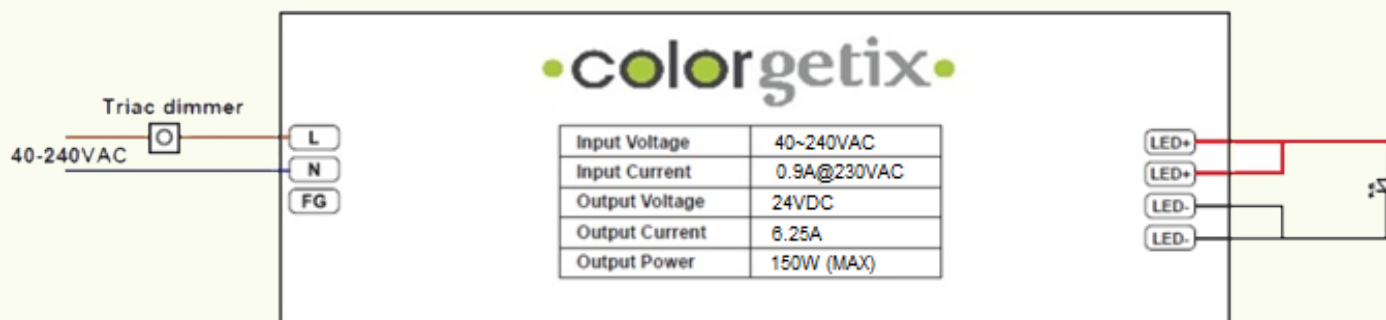 colorgetix
Triac dimmer
40-240VAC
L
N
FG
Input Voltage 40~240VAC
Input Current 0.9A@230VAC
Output Voltage 24VDC
Output Current 6.25A
Output Power 150W (MAX)
LED+
LED+
LED-
LED-